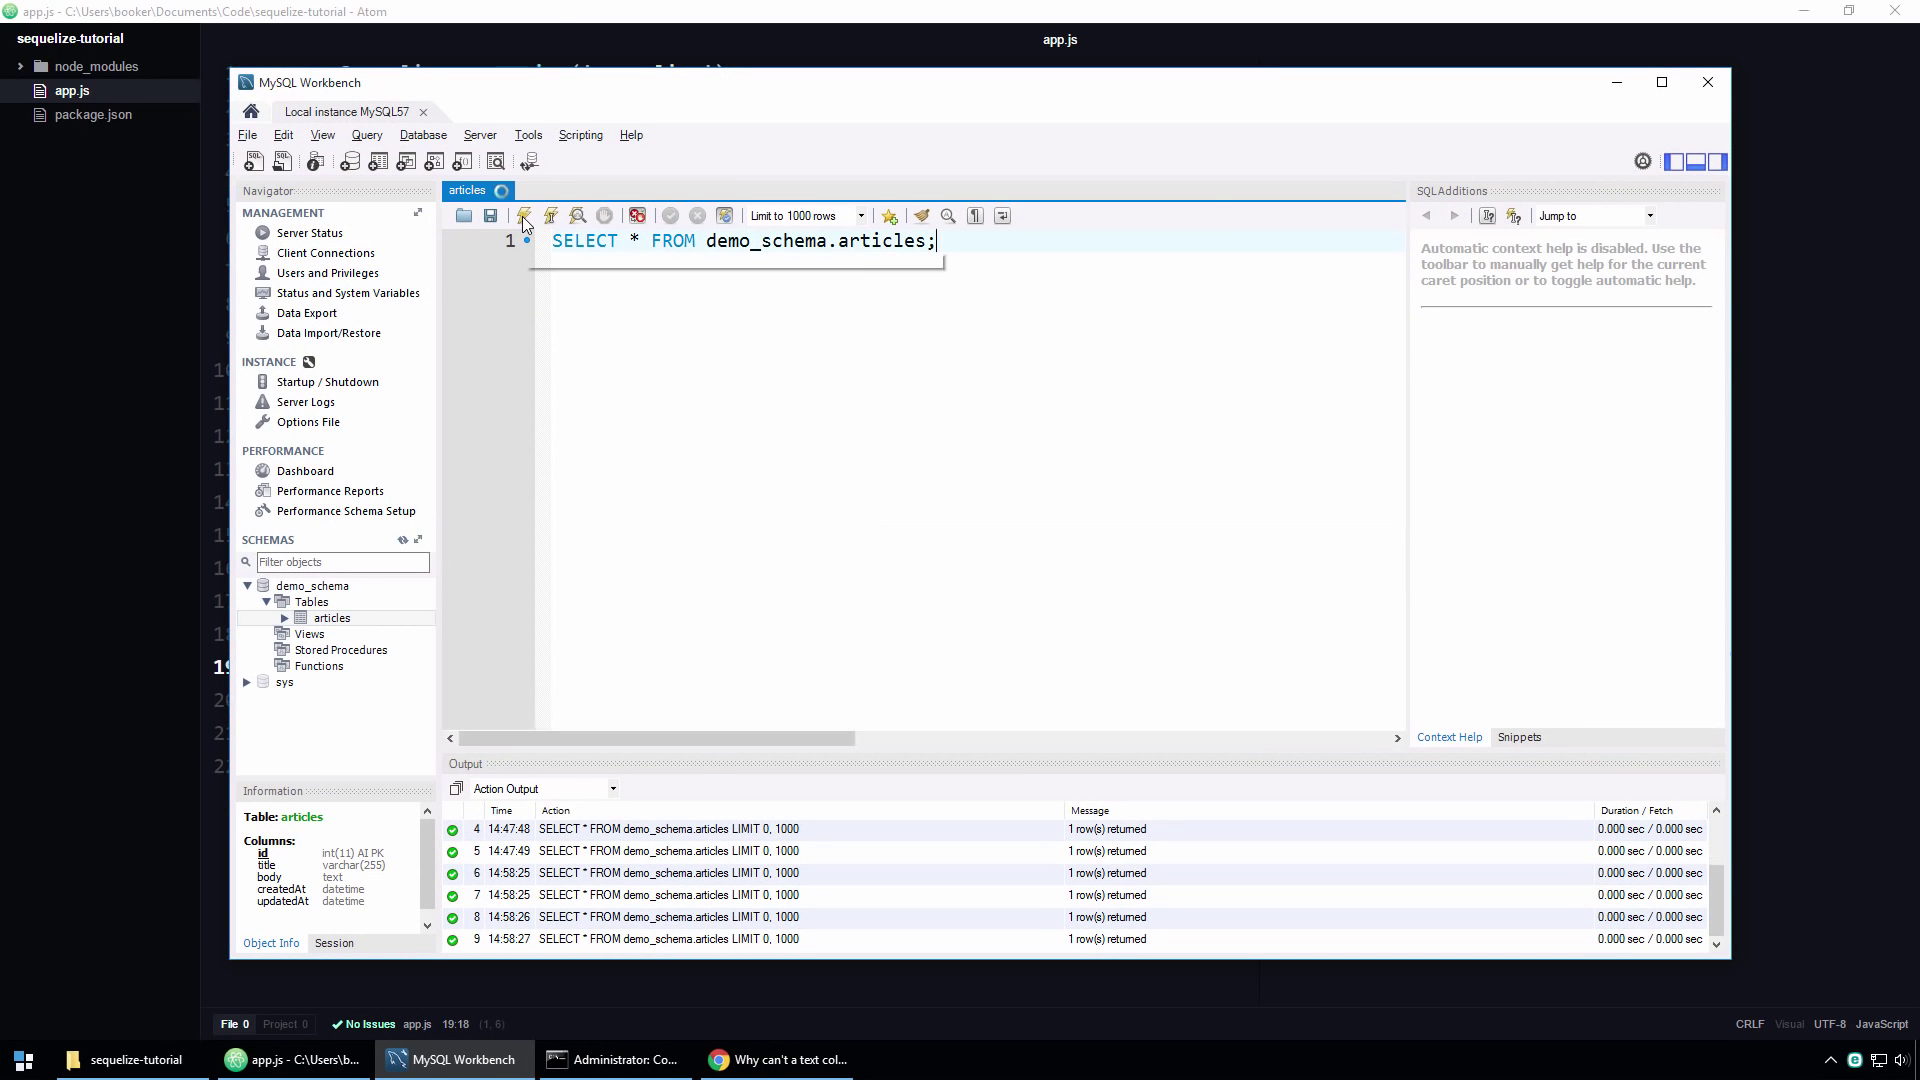 app.js - C:\Users\booker\Documents\Code\sequelize-tutorial - Atom
sequelize-tutorial
node_modules
app.js
package.json
app.js
MySQL Workbench
Local instance MySQL57
File Edit View Query Database Server Tools Scripting Help
Navigator
MANAGEMENT
Server Status
Client Connections
Users and Privileges
Status and System Variables
Data Export
Data Import/Restore
INSTANCE
Startup / Shutdown
Server Logs
Options File
PERFORMANCE
Dashboard
Performance Reports
Performance Schema Setup
SCHEMAS
Filter objects
demo_schema
Tables
articles
Views
Stored Procedures
Functions
sys
Information
Table: articles
Columns:
id int(11) AI PK
title varchar(255)
body text
createdAt datetime
updatedAt datetime
Object Info Session
articles
Limit to 1000 rows
1 SELECT * FROM demo_schema.articles;
SQLAdditions
Jump to
Automatic context help is disabled. Use the
toolbar to manually get help for the current
caret position or to toggle automatic help.
Context Help Snippets
Output
Action Output
Time Action Message Duration / Fetch
4 14:47:48 SELECT * FROM demo_schema.articles LIMIT 0, 1000 1 row(s) returned 0.000 sec / 0.000 sec
5 14:47:49 SELECT * FROM demo_schema.articles LIMIT 0, 1000 1 row(s) returned 0.000 sec / 0.000 sec
6 14:58:25 SELECT * FROM demo_schema.articles LIMIT 0, 1000 1 row(s) returned 0.000 sec / 0.000 sec
7 14:58:25 SELECT * FROM demo_schema.articles LIMIT 0, 1000 1 row(s) returned 0.000 sec / 0.000 sec
8 14:58:26 SELECT * FROM demo_schema.articles LIMIT 0, 1000 1 row(s) returned 0.000 sec / 0.000 sec
9 14:58:27 SELECT * FROM demo_schema.articles LIMIT 0, 1000 1 row(s) returned 0.000 sec / 0.000 sec
File 0 Project 0 No Issues app.js 19:18 (1, 6) CRLF Visual UTF-8 JavaScript
sequelize-tutorial app.js - C:\Users\b... MySQL Workbench Administrator: Co... Why can't a text col...